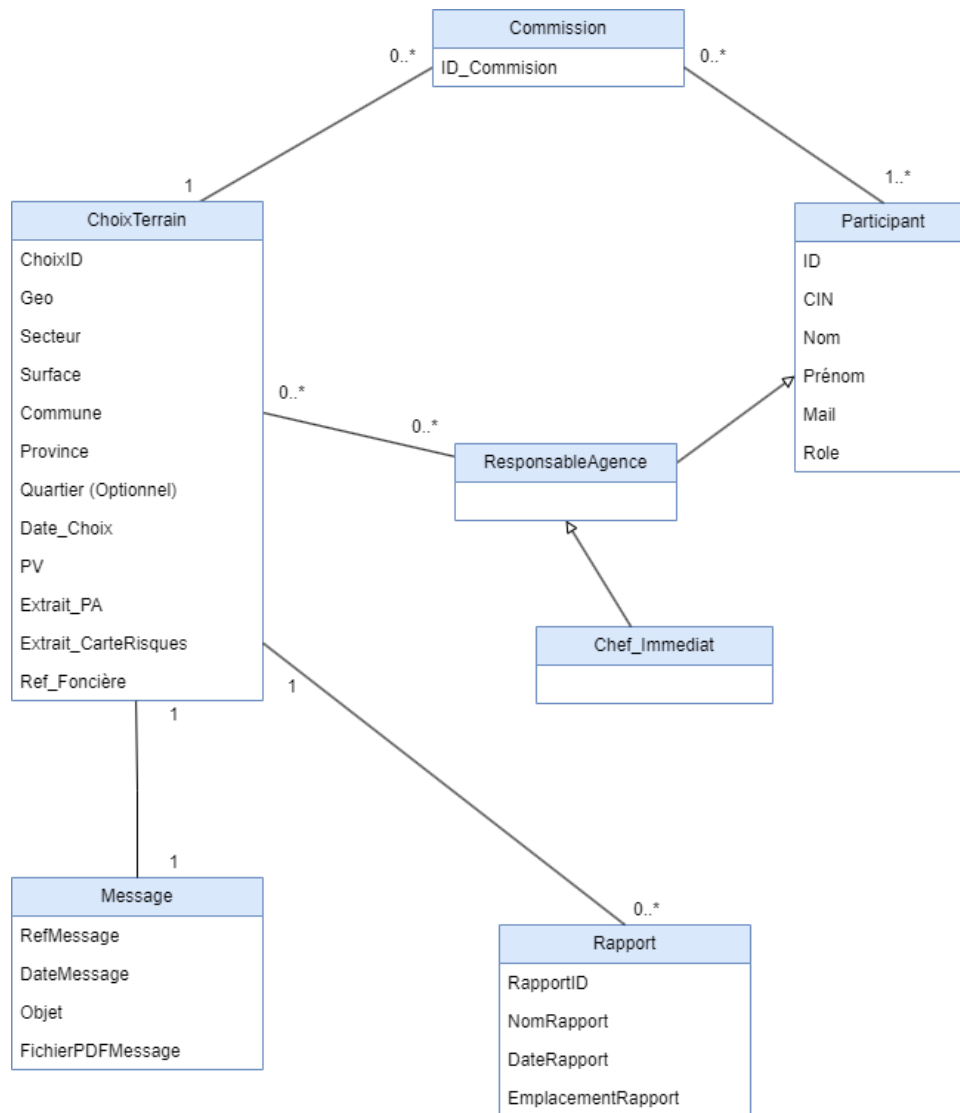 Commission
ID_Commision
0..*
0..*
1
1..*
ChoixTerrain
ChoixID
Geo
Secteur
Surface
Commune
Province
Quartier (Optionnel)
Date_Choix
PV
Extrait_PA
Extrait_CarteRisques
Ref_Foncière
Participant
ID
CIN
Nom
Prénom
Mail
Role
0..*
0..*
ResponsableAgence
Chef_Immediat
1
1
1
0..*
Message
RefMessage
DateMessage
Objet
FichierPDFMessage
Rapport
RapportID
NomRapport
DateRapport
EmplacementRapport